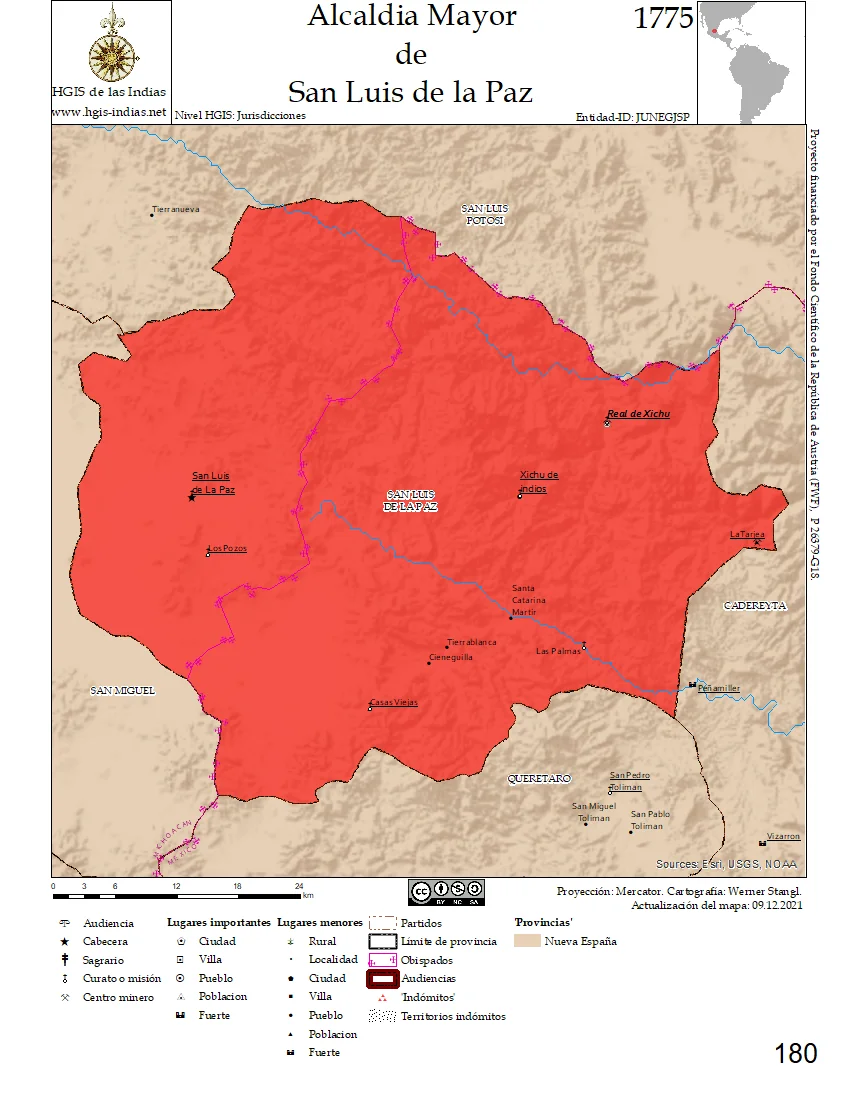 Alcaldia Mayor
de
San Luis de la Paz
1775
HGIS de las Indias
www.hgis-indias.net
Nivel HGIS: Jurisdicciones
Entidad-ID: JUNEGJSP
Proyecto financiado por el Fondo Científico de la República de Austria (FWF), P 26379-G18.
Tierranueva
SAN LUIS
POTOSI
Real de Xichu
San Luis
de La Paz
SAN LUIS
DE LA PAZ
Xichu de
indios
Los Pozos
La Tarjea
Santa
Catarina
Martir
CADEREYTA
Tierrablanca
Las Palmas
Cieneguilla
SAN MIGUEL
Peñamiller
Casas Viejas
QUERETARO
San Pedro
Toliman
San Miguel
Toliman
San Pablo
Toliman
MICHOACAN
MEXICO
Vizarron
Sources: Esri, USGS, NOAA
0 3 6 12 18 24
km
cc
BY NC SA
Proyección: Mercator. Cartografía: Werner Stangl.
Actualización del mapa: 09.12.2021
Audiencia
Cabecera
Sagrario
Curato o misión
Centro minero
Lugares importantes
Ciudad
Villa
Pueblo
Poblacion
Fuerte
Lugares menores
Rural
Localidad
Ciudad
Villa
Pueblo
Poblacion
Fuerte
Partidos
Límite de provincia
Obispados
Audiencias
'Indómitos'
Territorios indómitos
'Provincias'
Nueva España
180